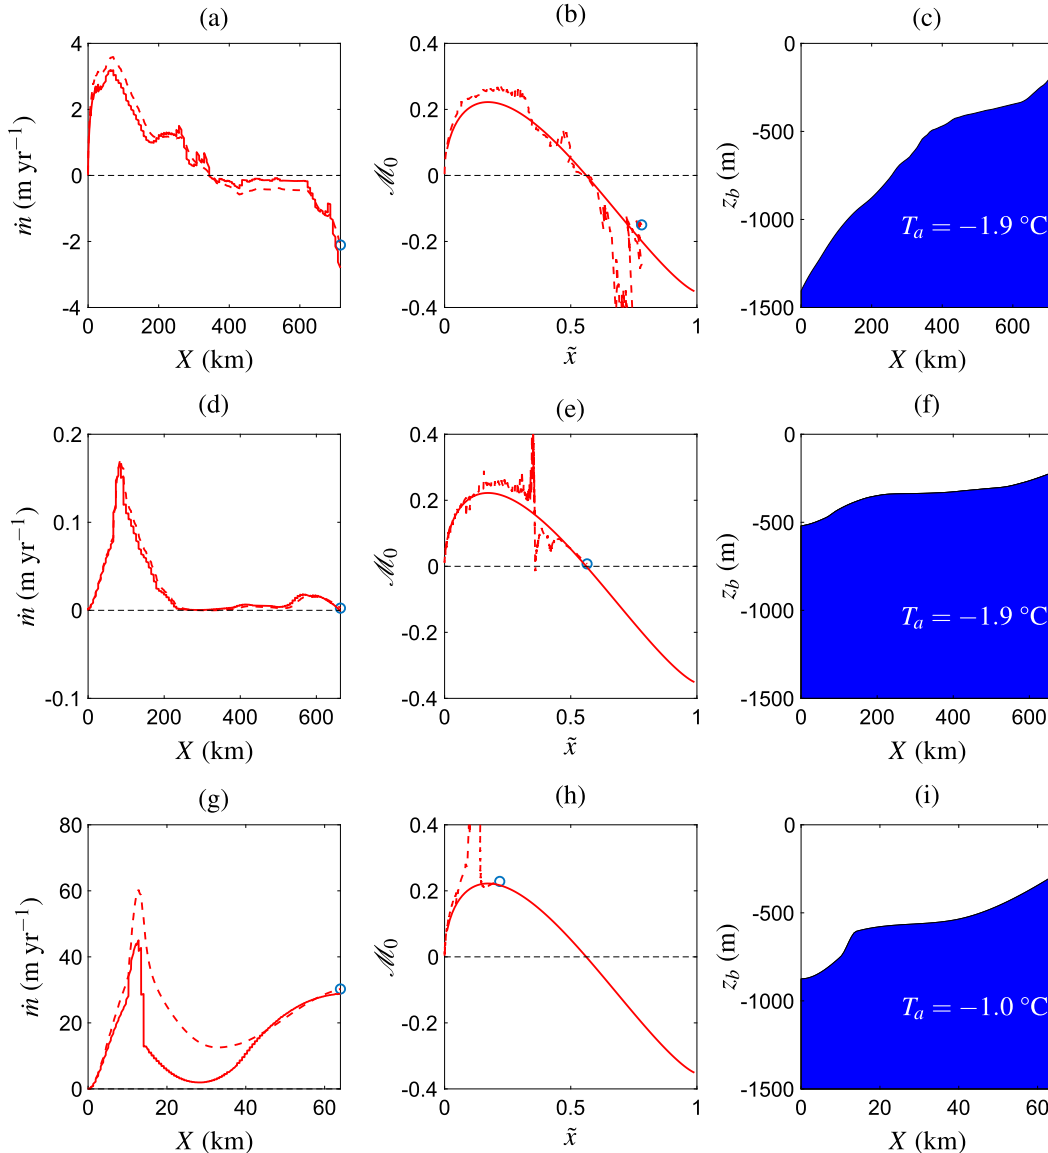 (a)
(b)
(c)
4
2
0
-2
-4
0
200
400
600
ṁ (m yr⁻¹)
X (km)
0.4
0.2
0
-0.2
-0.4
0
0.5
1
ℳ₀
x̃
0
-500
-1000
-1500
0
200
400
600
z_b (m)
X (km)
T_a = −1.9 °C
(d)
(e)
(f)
0.2
0.1
0
-0.1
0
200
400
600
ṁ (m yr⁻¹)
X (km)
0.4
0.2
0
-0.2
-0.4
0
0.5
1
ℳ₀
x̃
0
-500
-1000
-1500
0
200
400
600
z_b (m)
X (km)
T_a = −1.9 °C
(g)
(h)
(i)
80
60
40
20
0
0
20
40
60
ṁ (m yr⁻¹)
X (km)
0.4
0.2
0
-0.2
-0.4
0
0.5
1
ℳ₀
x̃
0
-500
-1000
-1500
0
20
40
60
z_b (m)
X (km)
T_a = −1.0 °C